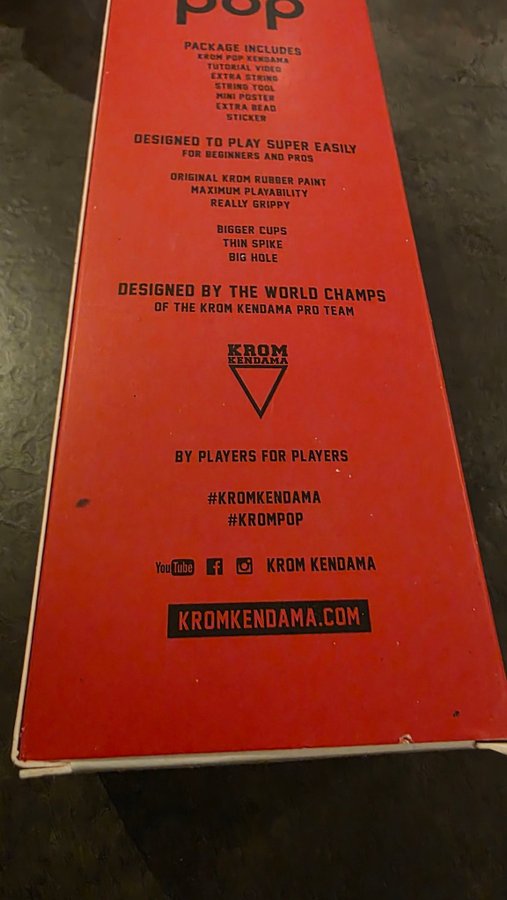 pop
PACKAGE INCLUDES
KROM POP KENDAMA
TUTORIAL VIDEO
EXTRA STRING
STRING TOOL
MINI POSTER
EXTRA BEAD
STICKER
DESIGNED TO PLAY SUPER EASILY
FOR BEGINNERS AND PROS
ORIGINAL KROM RUBBER PAINT
MAXIMUM PLAYABILITY
REALLY GRIPPY
BIGGER CUPS
THIN SPIKE
BIG HOLE
DESIGNED BY THE WORLD CHAMPS
OF THE KROM KENDAMA PRO TEAM
KROM
KENDAMA
BY PLAYERS FOR PLAYERS
#KROMKENDAMA
#KROMPOP
YouTube f KROM KENDAMA
KROMKENDAMA.COM